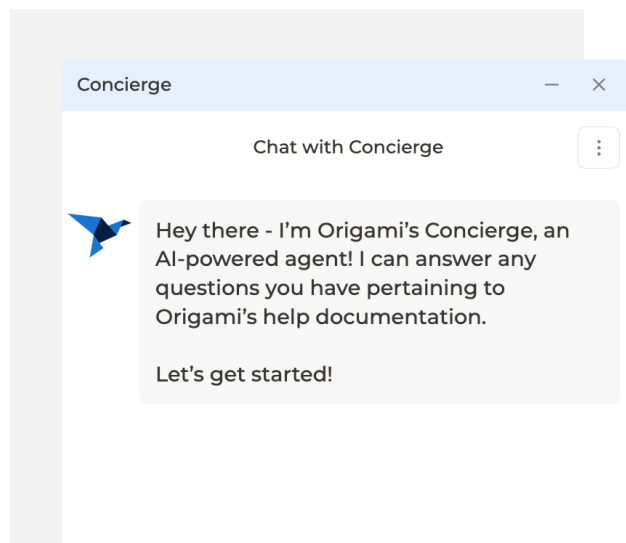 Concierge
Chat with Concierge
Hey there - I’m Origami’s Concierge, an
AI-powered agent! I can answer any
questions you have pertaining to
Origami’s help documentation.
Let’s get started!